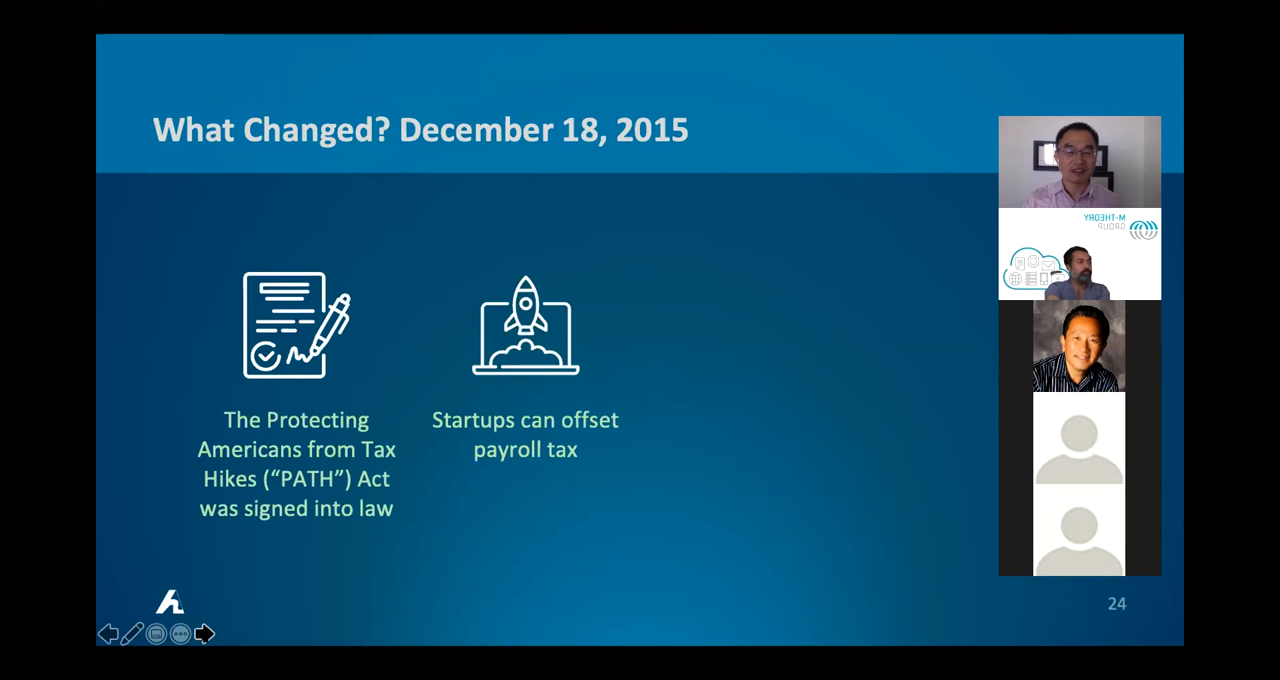 What Changed? December 18, 2015
M-THEORY
GROUP
The Protecting
Americans from Tax
Hikes (“PATH”) Act
was signed into law
Startups can offset
payroll tax
24